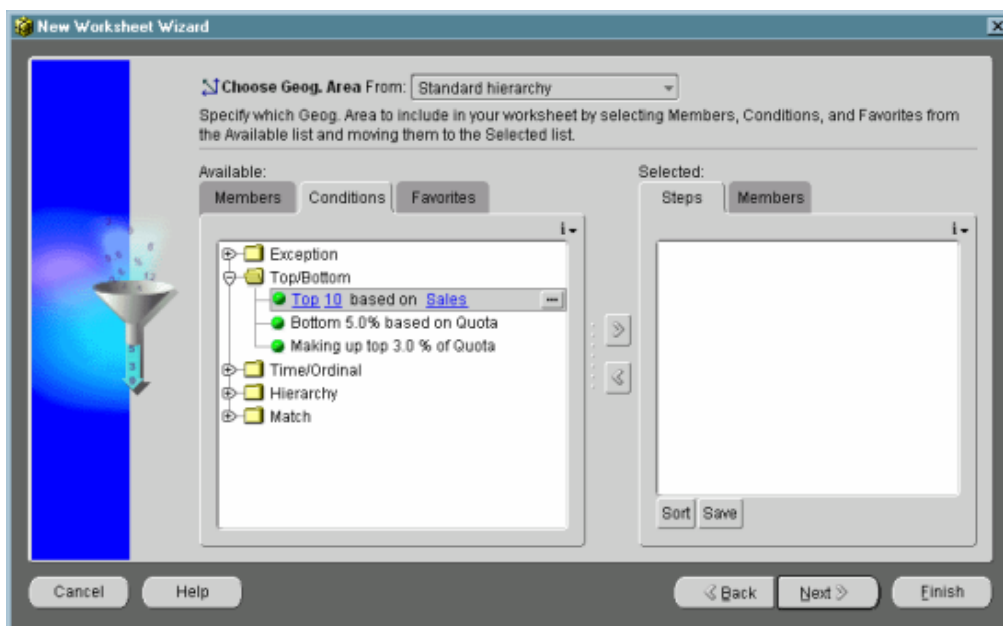 New Worksheet Wizard
Choose Geog. Area From: Standard hierarchy
Specify which Geog. Area to include in your worksheet by selecting Members, Conditions, and Favorites from
the Available list and moving them to the Selected list.
Available:
Members Conditions Favorites
Exception
Top/Bottom
Top 10 based on Sales
Bottom 5.0% based on Quota
Making up top 3.0 % of Quota
Time/Ordinal
Hierarchy
Match
Selected:
Steps Members
Sort Save
Cancel Help Back Next Finish